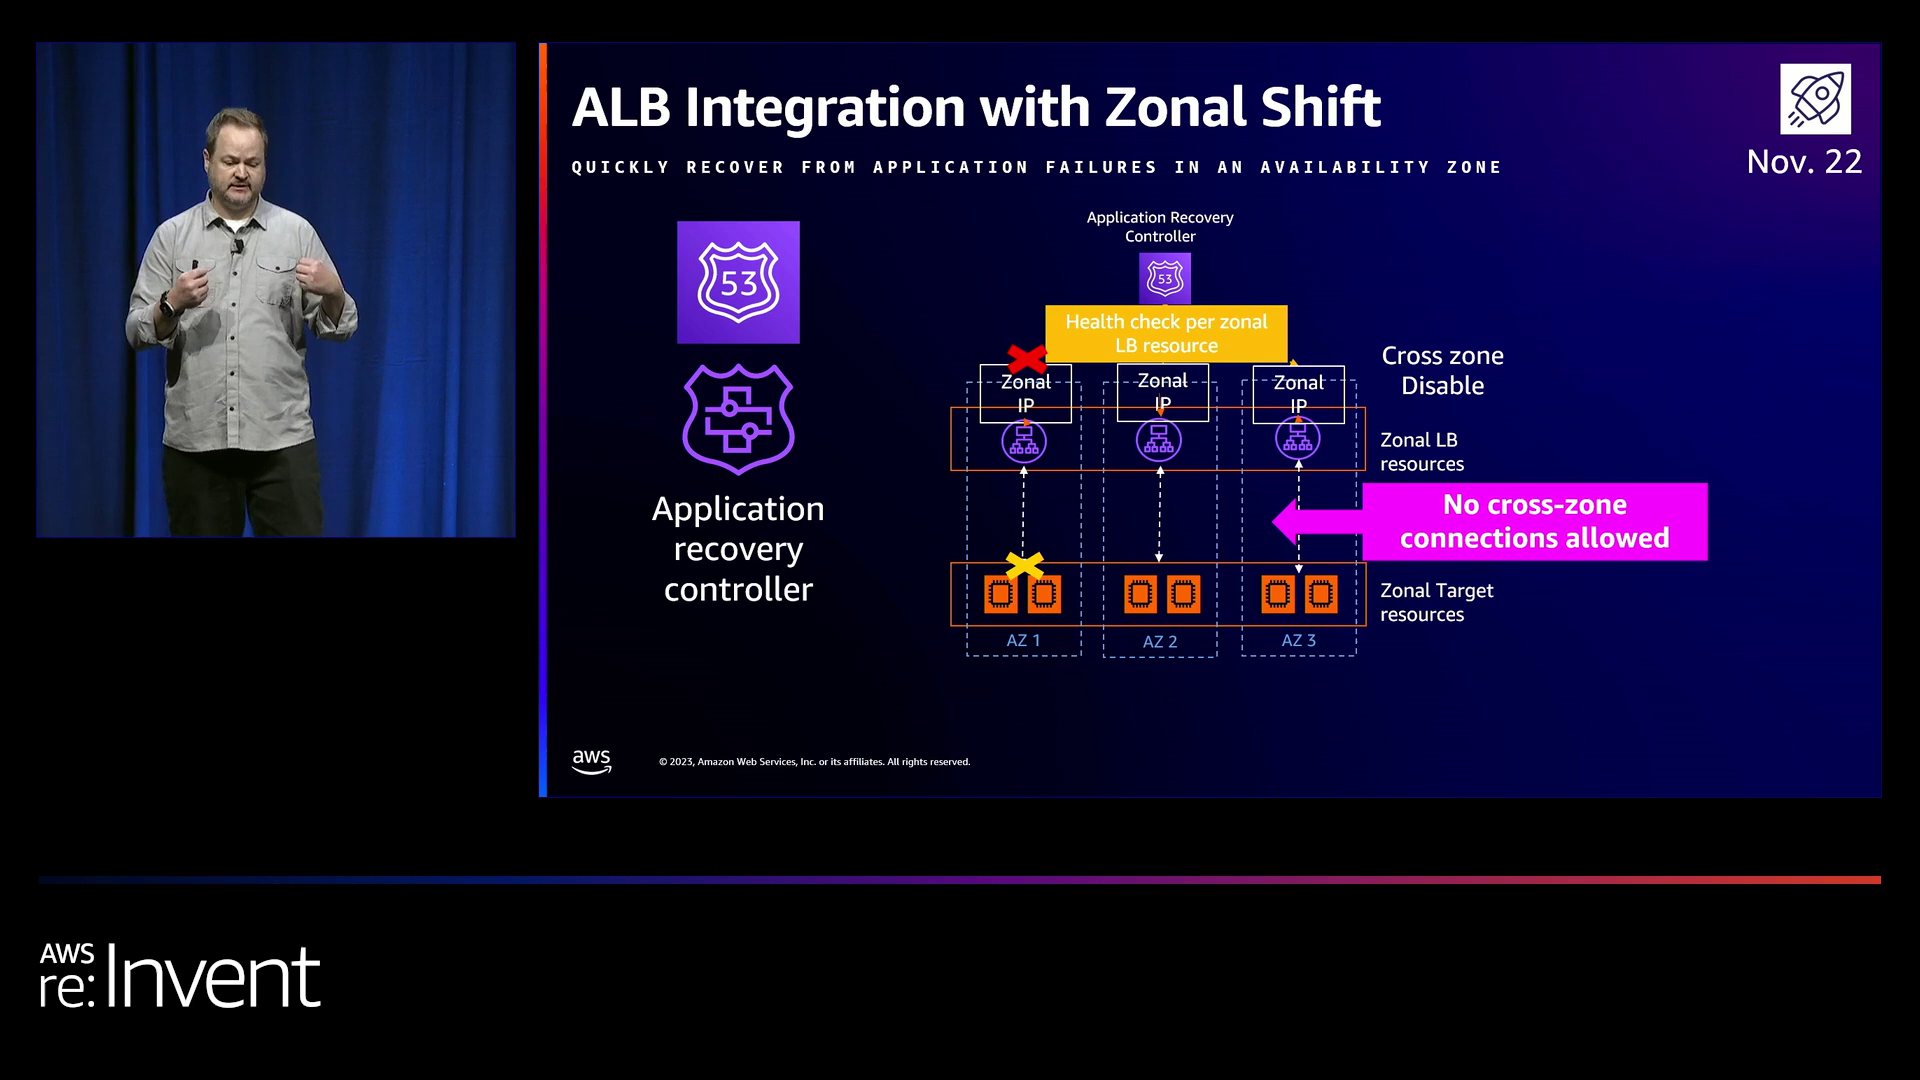 ALB Integration with Zonal Shift
QUICKLY RECOVER FROM APPLICATION FAILURES IN AN AVAILABILITY ZONE
Nov. 22
53
Application
recovery
controller
Application Recovery
Controller
53
Health check per zonal
LB resource
Zonal
IP
Zonal
IP
Zonal
IP
Cross zone
Disable
Zonal LB
resources
No cross-zone
connections allowed
Zonal Target
resources
AZ 1
AZ 2
AZ 3
aws
© 2023, Amazon Web Services, Inc. or its affiliates. All rights reserved.
AWS
re:Invent